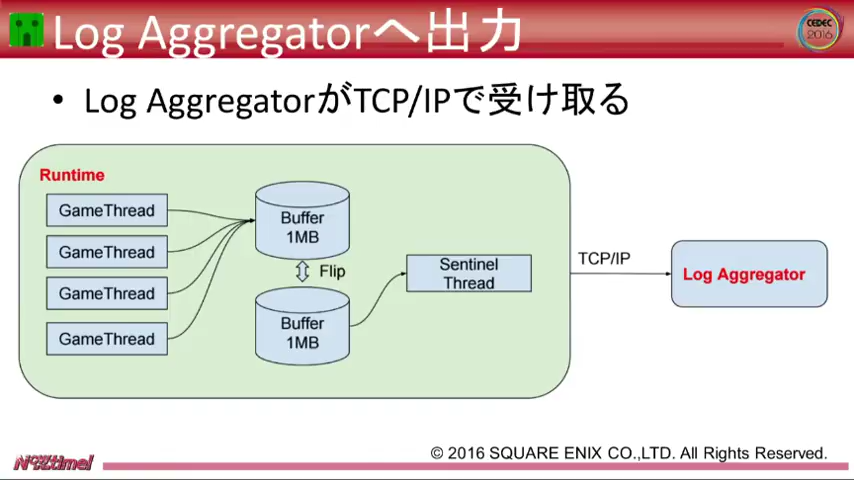 Log Aggregatorへ出力
CEDEC
2016
• Log AggregatorがTCP/IPで受け取る
Runtime
GameThread
GameThread
GameThread
GameThread
Buffer
1MB
Flip
Buffer
1MB
Sentinel
Thread
TCP/IP
Log Aggregator
© 2016 SQUARE ENIX CO.,LTD. All Rights Reserved.